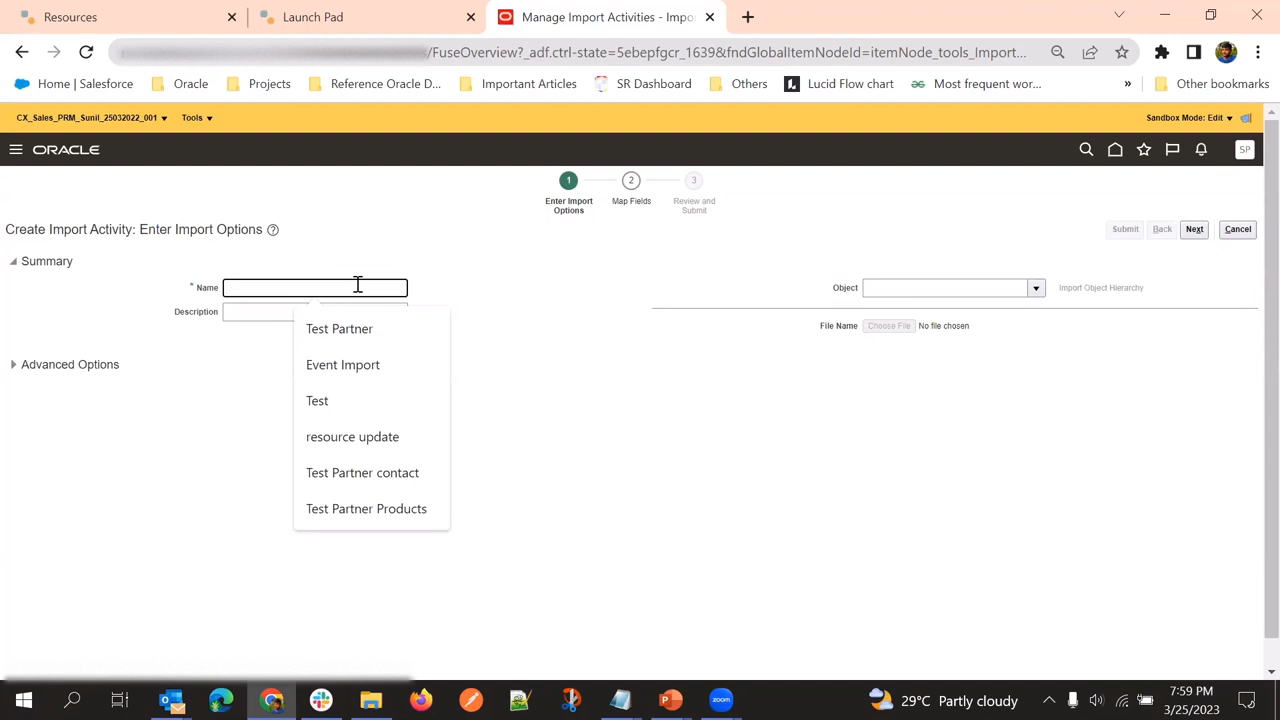 Resources
Launch Pad
Manage Import Activities - Impo
/FuseOverview?_adf.ctrl-state=5ebepfgcr_1639&fndGlobalItemNodeId=itemNode_tools_Import...
Home | Salesforce
Oracle
Projects
Reference Oracle D...
Important Articles
SR Dashboard
Others
Lucid Flow chart
Most frequent wor...
»
Other bookmarks
CX_Sales_PRM_Sunil_25032022_001
Tools
Sandbox Mode: Edit
ORACLE
SP
1
2
3
Enter Import
Options
Map Fields
Review and
Submit
Create Import Activity: Enter Import Options ?
Submit
Back
Next
Cancel
Summary
* Name
Object
Import Object Hierarchy
Description
File Name
Choose File
No file chosen
Test Partner
Event Import
Test
resource update
Test Partner contact
Test Partner Products
Advanced Options
29°C Partly cloudy
7:59 PM
3/25/2023
zoom